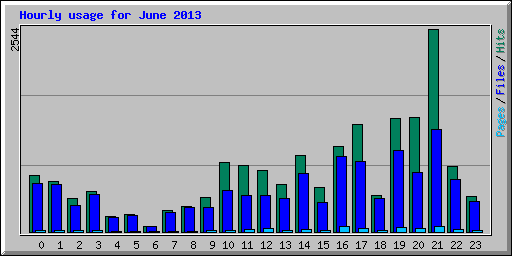 Hourly usage for June 2013
2544
Pages / Files / Hits
0 1 2 3 4 5 6 7 8 9 10 11 12 13 14 15 16 17 18 19 20 21 22 23